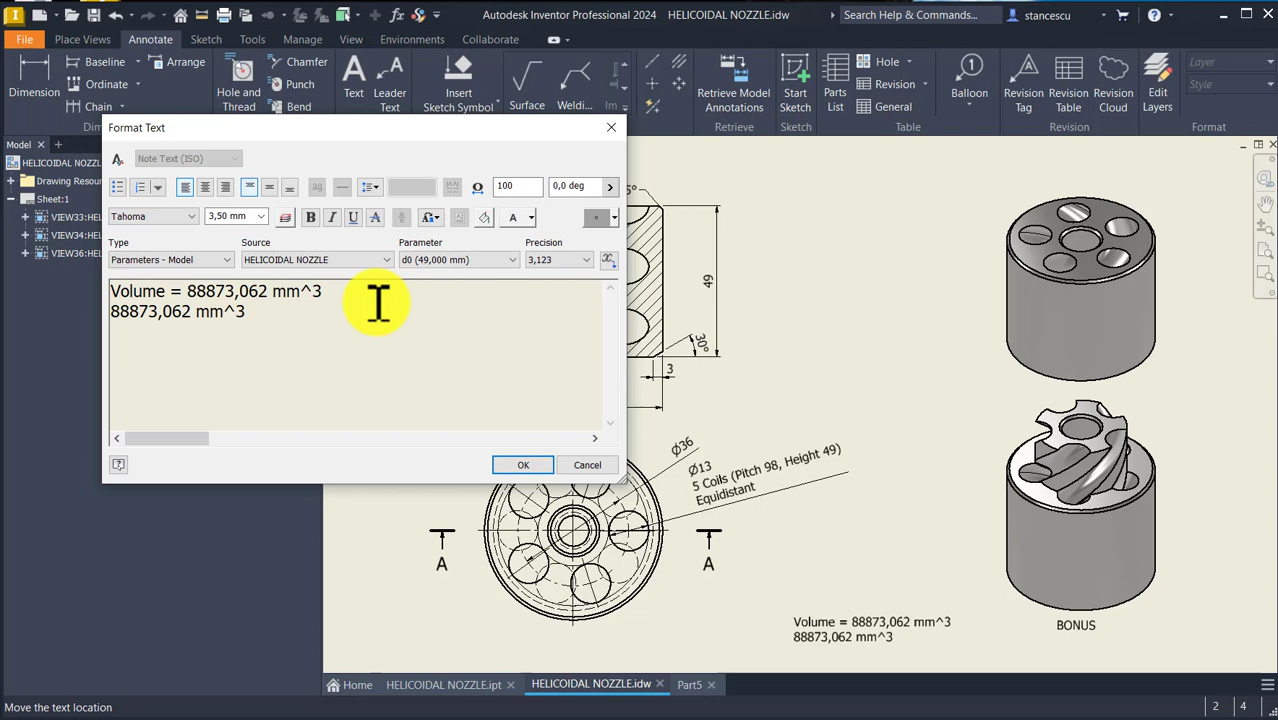 Autodesk Inventor Professional 2024 HELICOIDAL NOZZLE.idw
Search Help & Commands...
stancescu
File
Place Views
Annotate
Sketch
Tools
Manage
View
Environments
Collaborate
Dimension
Baseline
Ordinate
Chain
Arrange
Hole and
Thread
Chamfer
Punch
Bend
Text
Leader
Text
Insert
Sketch Symbol
Surface
Weldin...
Im
Retrieve Model
Annotations
Start
Sketch
Parts
List
Hole
Revision
General
Balloon
Revision
Tag
Revision
Table
Revision
Cloud
Edit
Layers
Layer
Style
Retrieve
Sketch
Table
Revision
Format
Model
HELICOIDAL NOZZLE
Drawing Resour
Sheet:1
VIEW33:HE
VIEW34:HE
VIEW36:HE
Format Text
Note Text (ISO)
100
0,0 deg
Tahoma
3,50 mm
B I U A
A
Type
Source
Parameter
Precision
Parameters - Model
HELICOIDAL NOZZLE
d0 (49,000 mm)
3,123
Volume = 88873,062 mm^3
88873,062 mm^3
OK
Cancel
49
30°
3
Ø36
Ø13
5 Coils (Pitch 98, Height 49)
Equidistant
A
A
Volume = 88873,062 mm^3
88873,062 mm^3
BONUS
Home
HELICOIDAL NOZZLE.ipt
HELICOIDAL NOZZLE.idw
Part5
Move the text location
2
4